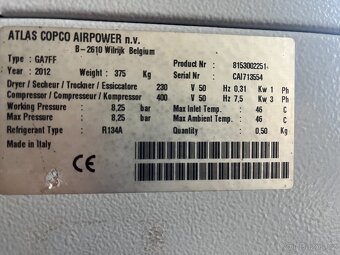 ATLAS COPCO AIRPOWER n.v.
B - 2610 Wilrijk Belgium
Type : GA7FF Product Nr : 8153002251
Year : 2012 Weight : 375 Kg Serial Nr : CAI713554
Dryer / Secheur / Trockner / Essiccatore 230 V 50 Hz 0,31 Kw 1 Ph
Compressor / Compresseur / Kompressor 400 V 50 Hz 7,5 Kw 3 Ph
Working Pressure : 8,25 bar Max Inlet Temp : 46 C
Max Pressure : 8,25 bar Max Ambient Temp : 46 C
Refrigerant Type : R134A Quantity : 0,50 Kg
Made in Italy
CE